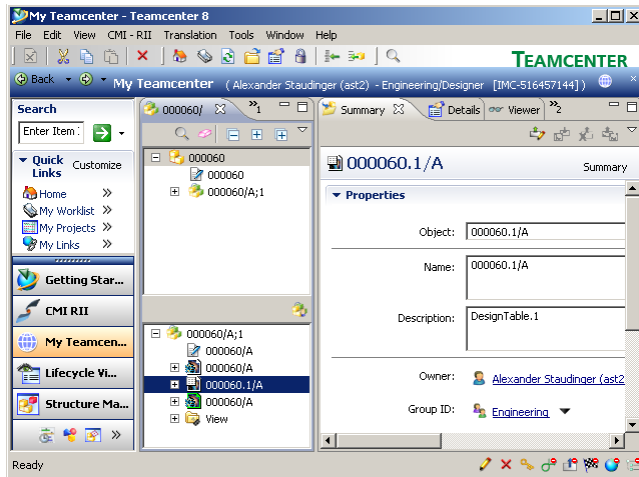 My Teamcenter - Teamcenter 8
File Edit View CMI - RII Translation Tools Window Help
TEAMCENTER
Back My Teamcenter ( Alexander Staudinger (ast2) - Engineering/Designer [IMC-516457144] )
Search
Enter Item
Quick Links Customize
Home
My Worklist
My Projects
My Links
Getting Star...
CMI RII
My Teamcen...
Lifecycle Vi...
Structure Ma...
000060/ 1
000060
000060
000060/A;1
000060/A;1
000060/A
000060/A
000060.1/A
000060/A
View
Summary Details Viewer 2
000060.1/A Summary
Properties
Object: 000060.1/A
Name: 000060.1/A
Description: DesignTable.1
Owner: Alexander Staudinger (ast2
Group ID: Engineering
Ready